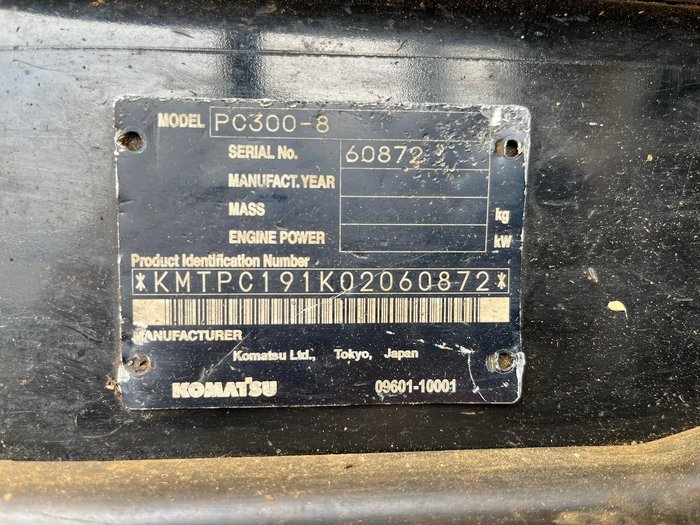 MODEL PC300-8
SERIAL No. 60872
MANUFACT. YEAR
MASS kg
ENGINE POWER kW
Product Identification Number
*KMTPC191K02060872*
MANUFACTURER
Komatsu Ltd., Tokyo, Japan
KOMATSU 09601-10001